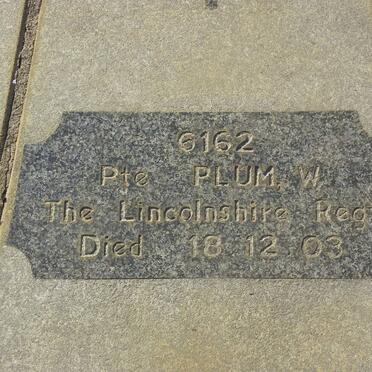 6162
Pte PLUM, W
The Lincolnshire Reg
Died 18 12 03